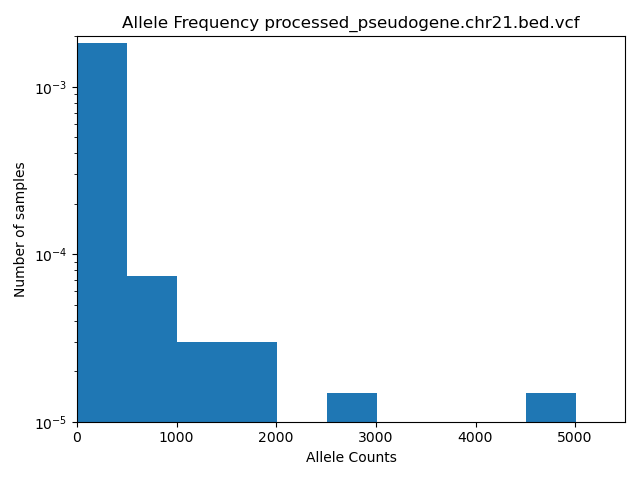 Allele Frequency processed_pseudogene.chr21.bed.vcf
Number of samples
10⁻³
10⁻⁴
10⁻⁵
0 1000 2000 3000 4000 5000
Allele Counts